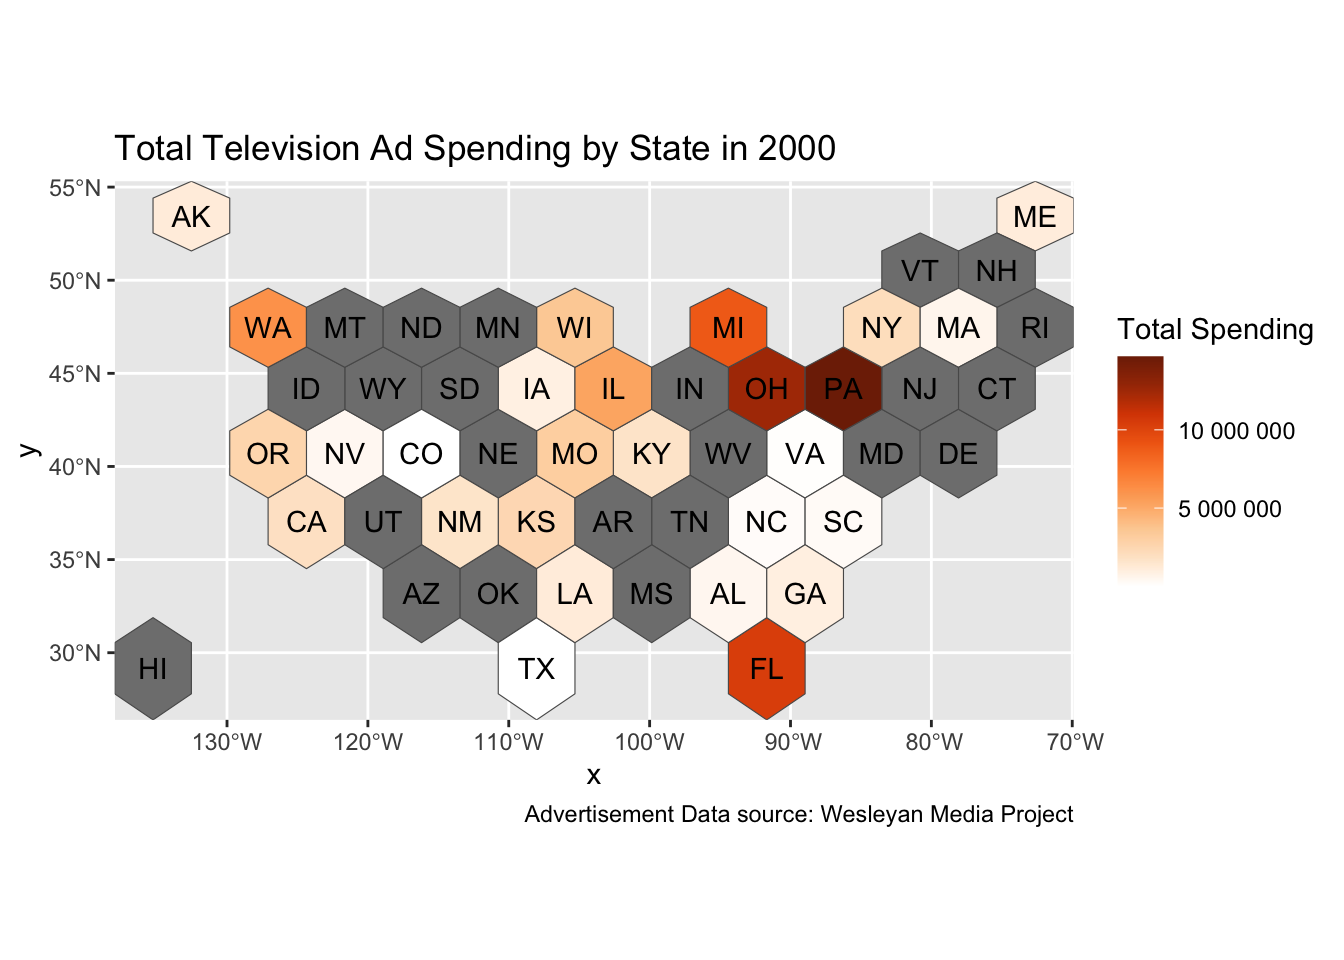 Total Television Ad Spending by State in 2000
55°N
AK
ME
50°N
VT NH
WA MT ND MN WI MI NY MA RI
45°N
ID WY SD IA IL IN OH PA NJ CT
40°N
OR NV CO NE MO KY WV VA MD DE
CA UT NM KS AR TN NC SC
35°N
AZ OK LA MS AL GA
30°N
HI TX FL
130°W 120°W 110°W 100°W 90°W 80°W 70°W
x
y
Total Spending
10 000 000
5 000 000
Advertisement Data source: Wesleyan Media Project